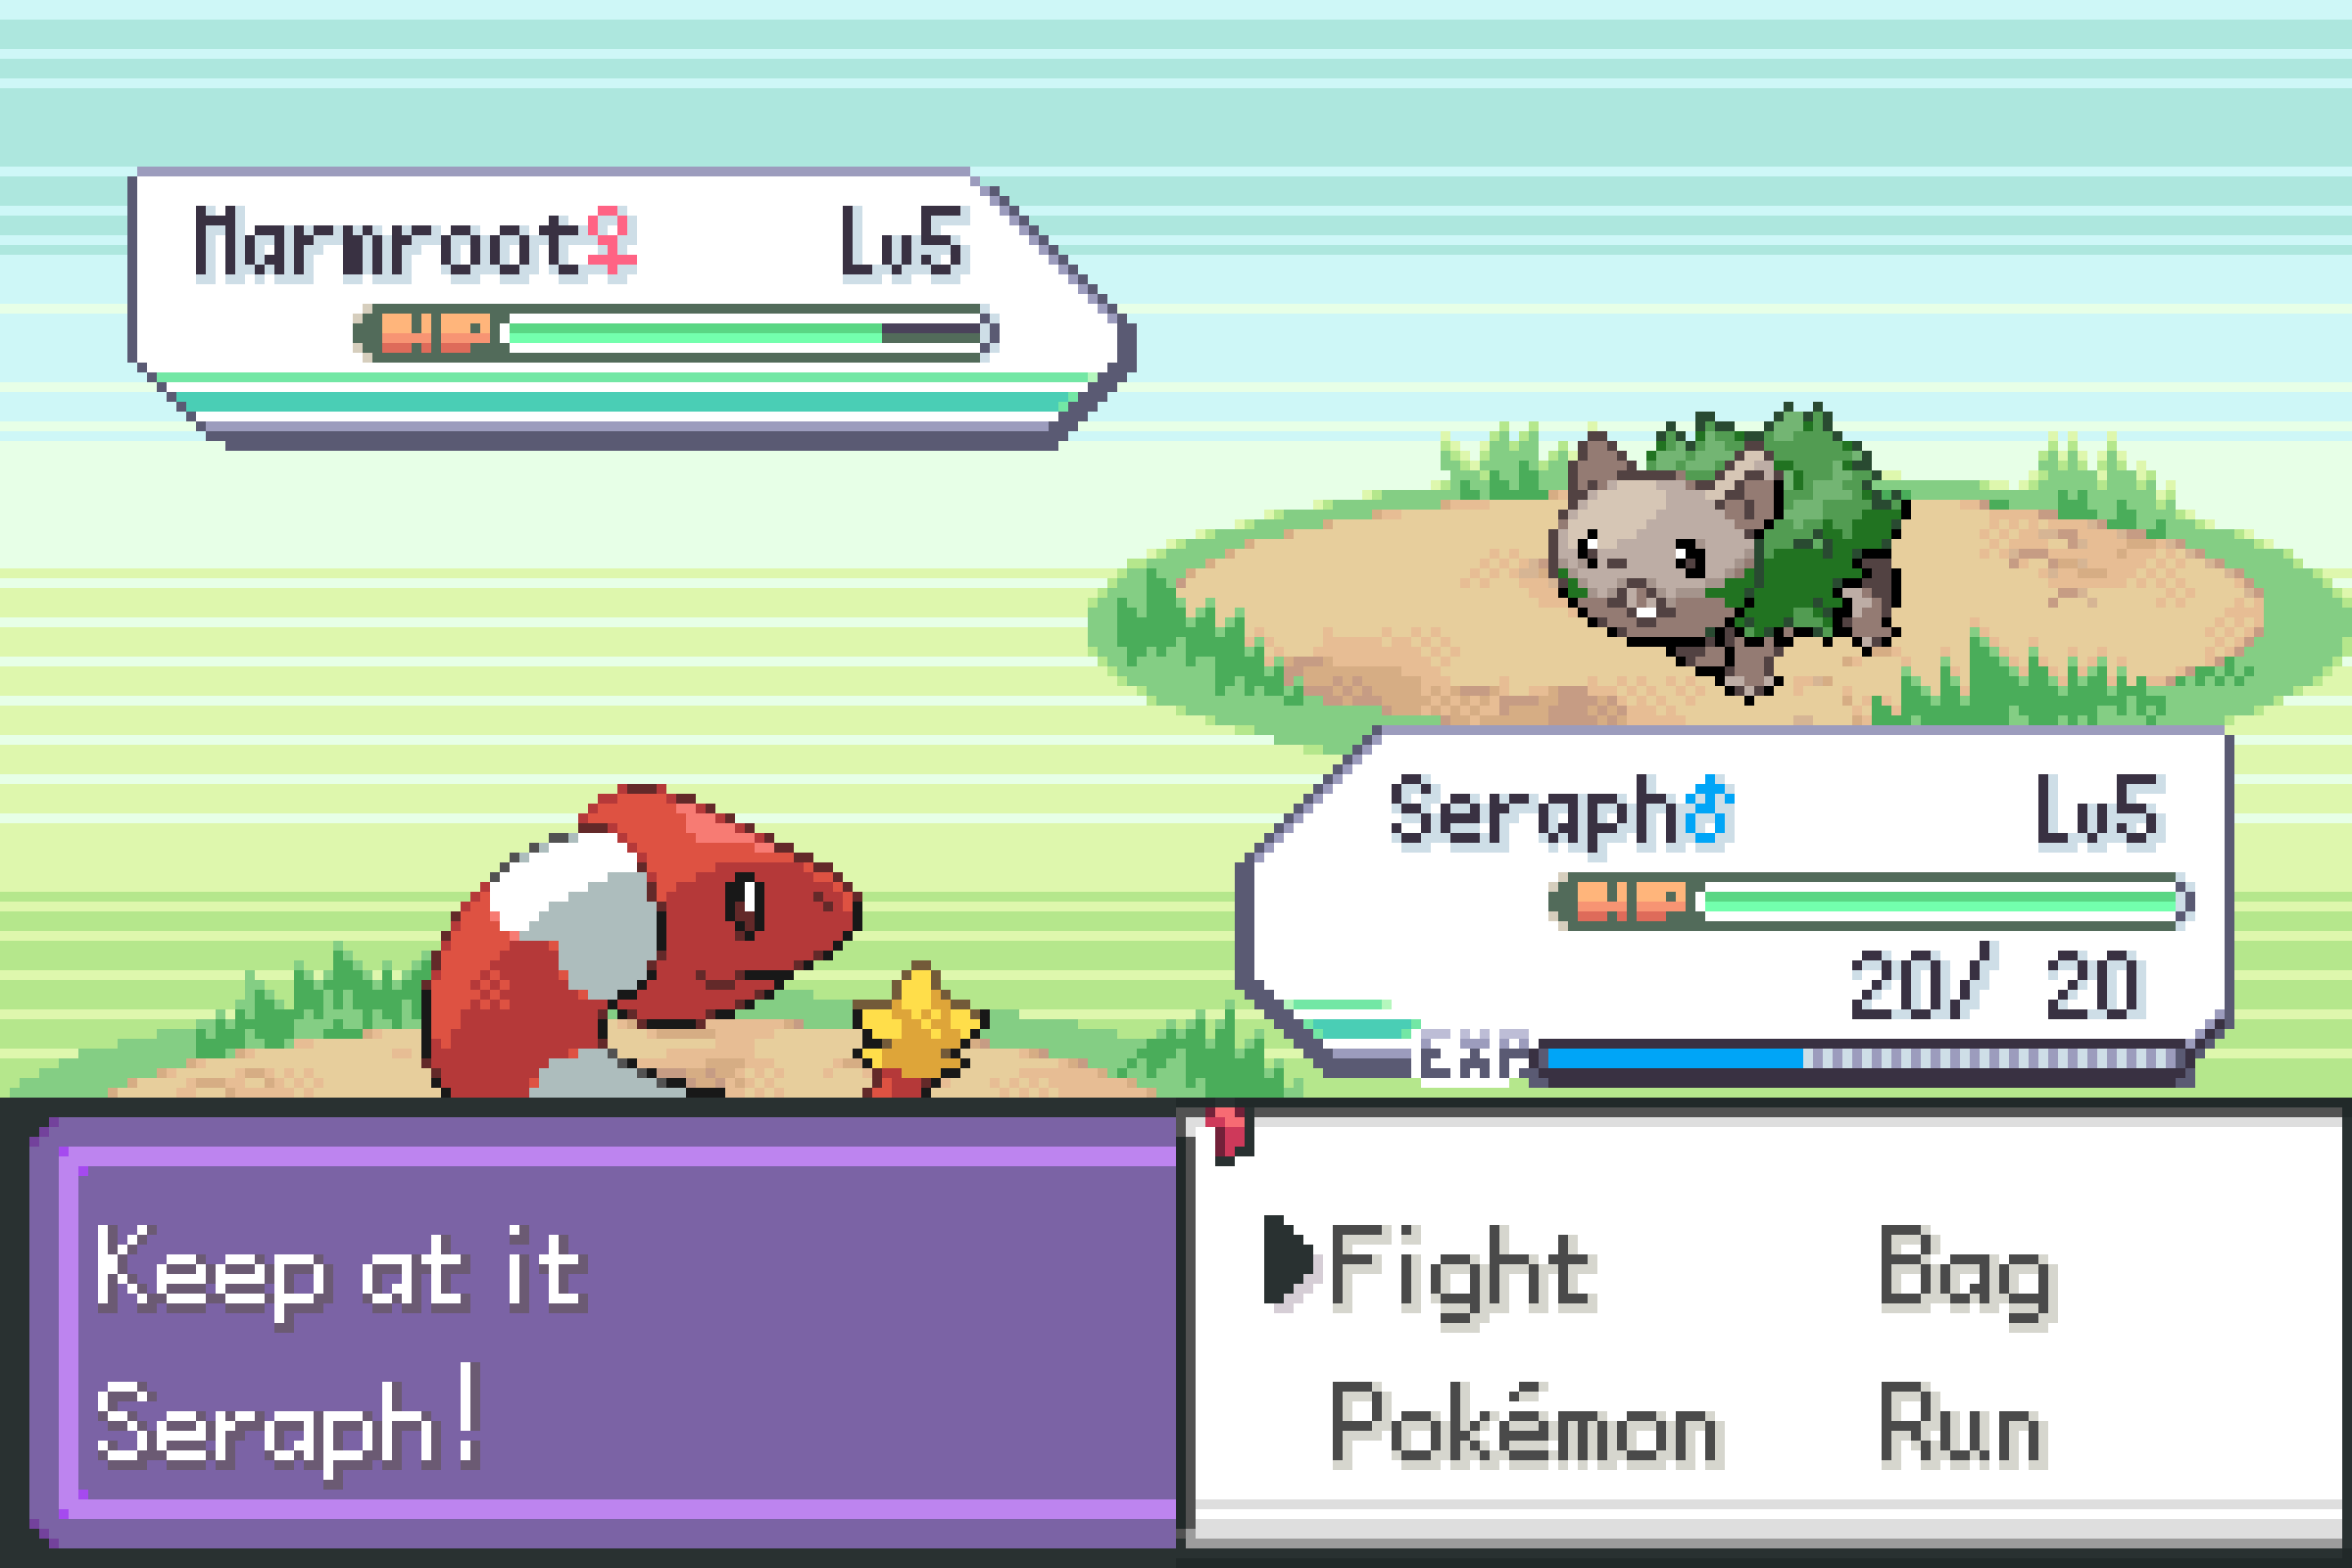 Marmroot♀ Lv5
HP
Seraph♂ Lv5
HP
20/ 20
EXP
Keep at it
Seraph!
Fight Bag
Pokémon Run